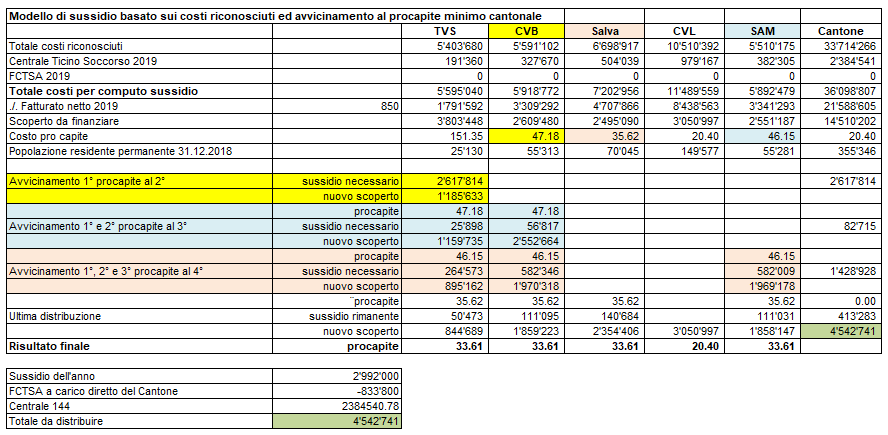 Modello di sussidio basato sui costi riconosciuti ed avvicinamento al procapite minimo cantonale
TVS CVB Salva CVL SAM Cantone
Totale costi riconosciuti 5'403'680 5'591'102 6'698'917 10'510'392 5'510'175 33'714'266
Centrale Ticino Soccorso 2019 191'360 327'670 504'039 979'167 382'305 2'384'541
FCTSA 2019 0 0 0 0 0 0
Totale costi per computo sussidio 5'595'040 5'918'772 7'202'956 11'489'559 5'892'479 36'098'807
./. Fatturato netto 2019 850 1'791'592 3'309'292 4'707'866 8'438'563 3'341'293 21'588'605
Scoperto da finanziare 3'803'448 2'609'480 2'495'090 3'050'997 2'551'187 14'510'202
Costo pro capite 151.35 47.18 35.62 20.40 46.15 20.40
Popolazione residente permanente 31.12.2018 25'130 55'313 70'045 149'577 55'281 355'346
Avvicinamento 1° procapite al 2° sussidio necessario 2'617'814 2'617'814
nuovo scoperto 1'185'633
procapite 47.18 47.18
Avvicinamento 1° e 2° procapite al 3° sussidio necessario 25'898 56'817 82'715
nuovo scoperto 1'159'735 2'552'664
procapite 46.15 46.15 46.15
Avvicinamento 1°, 2° e 3° procapite al 4° sussidio necessario 264'573 582'346 582'009 1'428'928
nuovo scoperto 895'162 1'970'318 1'969'178
¨procapite 35.62 35.62 35.62 35.62 0.00
Ultima distribuzione sussidio rimanente 50'473 111'095 140'684 111'031 413'283
nuovo scoperto 844'689 1'859'223 2'354'406 3'050'997 1'858'147 4'542'741
Risultato finale procapite 33.61 33.61 33.61 20.40 33.61
Sussidio dell'anno 2'992'000
FCTSA a carico diretto del Cantone -833'800
Centrale 144 2384540.78
Totale da distribuire 4'542'741